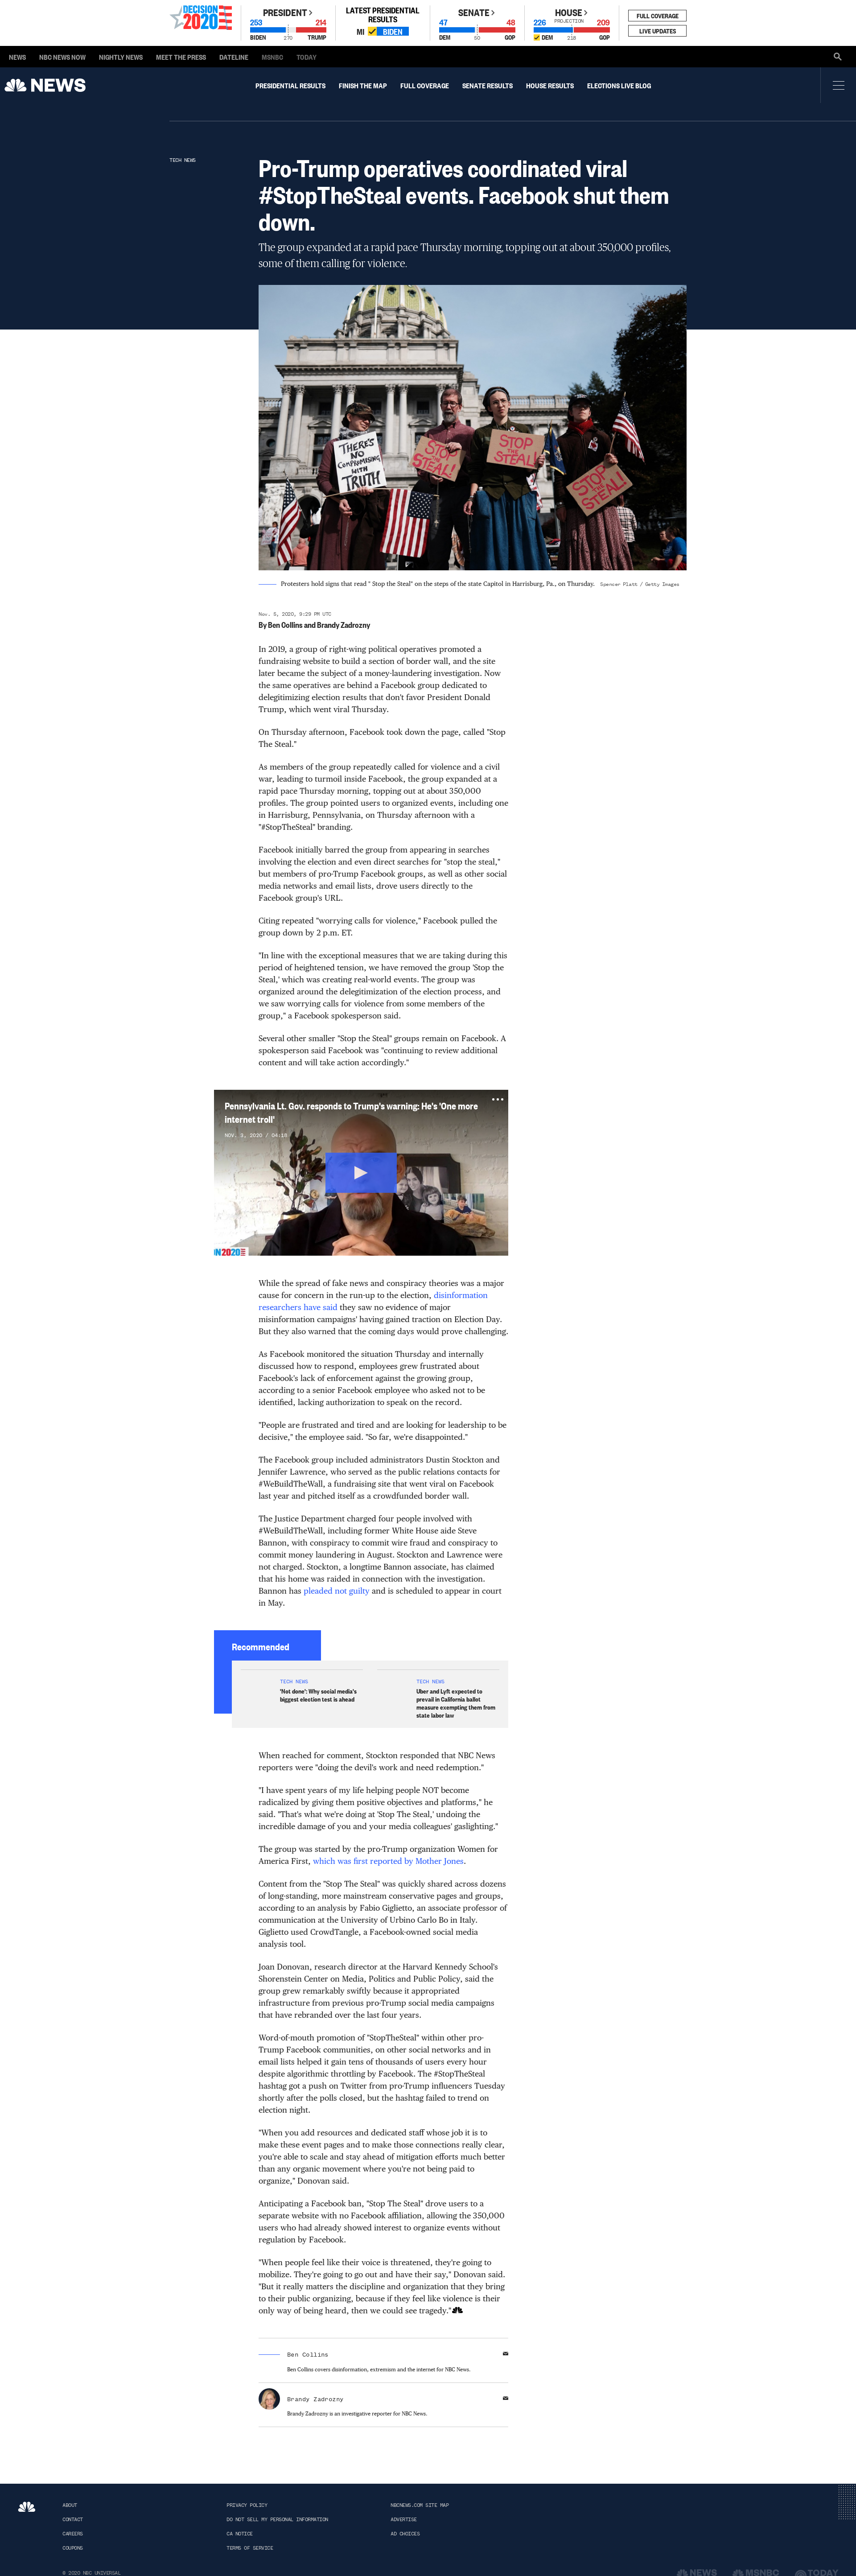 DECISION
2020
PRESIDENT
253 214
BIDEN 270 TRUMP
LATEST PRESIDENTIAL
RESULTS
MI BIDEN
SENATE
47 48
DEM 50 GOP
HOUSE
PROJECTION
226 209
DEM 218 GOP
FULL COVERAGE
LIVE UPDATES
NEWS NBC NEWS NOW NIGHTLY NEWS MEET THE PRESS DATELINE MSNBC TODAY
NEWS
PRESIDENTIAL RESULTS FINISH THE MAP FULL COVERAGE SENATE RESULTS HOUSE RESULTS ELECTIONS LIVE BLOG
TECH NEWS
Pro-Trump operatives coordinated viral
#StopTheSteal events. Facebook shut them
down.
The group expanded at a rapid pace Thursday morning, topping out at about 350,000 profiles,
some of them calling for violence.
THERE'S
NO
COMPROMISING
WITH
TRUTH
STOP
THE
STEAL!
STOP
THE
STEAL!
STOP
THE
STEAL!
Protesters hold signs that read " Stop the Steal" on the steps of the state Capitol in Harrisburg, Pa., on Thursday. Spencer Platt / Getty Images
Nov. 5, 2020, 9:29 PM UTC
By Ben Collins and Brandy Zadrozny
In 2019, a group of right-wing political operatives promoted a
fundraising website to build a section of border wall, and the site
later became the subject of a money-laundering investigation. Now
the same operatives are behind a Facebook group dedicated to
delegitimizing election results that don't favor President Donald
Trump, which went viral Thursday.
On Thursday afternoon, Facebook took down the page, called "Stop
The Steal."
As members of the group repeatedly called for violence and a civil
war, leading to turmoil inside Facebook, the group expanded at a
rapid pace Thursday morning, topping out at about 350,000
profiles. The group pointed users to organized events, including one
in Harrisburg, Pennsylvania, on Thursday afternoon with a
"#StopTheSteal" branding.
Facebook initially barred the group from appearing in searches
involving the election and even direct searches for "stop the steal,"
but members of pro-Trump Facebook groups, as well as other social
media networks and email lists, drove users directly to the
Facebook group's URL.
Citing repeated "worrying calls for violence," Facebook pulled the
group down by 2 p.m. ET.
"In line with the exceptional measures that we are taking during this
period of heightened tension, we have removed the group 'Stop the
Steal,' which was creating real-world events. The group was
organized around the delegitimization of the election process, and
we saw worrying calls for violence from some members of the
group," a Facebook spokesperson said.
Several other smaller "Stop the Steal" groups remain on Facebook. A
spokesperson said Facebook was "continuing to review additional
content and will take action accordingly."
Pennsylvania Lt. Gov. responds to Trump's warning: He's 'One more
internet troll'
NOV. 3, 2020 / 04:15
ON2020
While the spread of fake news and conspiracy theories was a major
cause for concern in the run-up to the election, disinformation
researchers have said they saw no evidence of major
misinformation campaigns' having gained traction on Election Day.
But they also warned that the coming days would prove challenging.
As Facebook monitored the situation Thursday and internally
discussed how to respond, employees grew frustrated about
Facebook's lack of enforcement against the growing group,
according to a senior Facebook employee who asked not to be
identified, lacking authorization to speak on the record.
"People are frustrated and tired and are looking for leadership to be
decisive," the employee said. "So far, we're disappointed."
The Facebook group included administrators Dustin Stockton and
Jennifer Lawrence, who served as the public relations contacts for
#WeBuildTheWall, a fundraising site that went viral on Facebook
last year and pitched itself as a crowdfunded border wall.
The Justice Department charged four people involved with
#WeBuildTheWall, including former White House aide Steve
Bannon, with conspiracy to commit wire fraud and conspiracy to
commit money laundering in August. Stockton and Lawrence were
not charged. Stockton, a longtime Bannon associate, has claimed
that his home was raided in connection with the investigation.
Bannon has pleaded not guilty and is scheduled to appear in court
in May.
Recommended
TECH NEWS
'Not done': Why social media's
biggest election test is ahead
TECH NEWS
Uber and Lyft expected to
prevail in California ballot
measure exempting them from
state labor law
When reached for comment, Stockton responded that NBC News
reporters were "doing the devil's work and need redemption."
"I have spent years of my life helping people NOT become
radicalized by giving them positive objectives and platforms," he
said. "That's what we're doing at 'Stop The Steal,' undoing the
incredible damage of you and your media colleagues' gaslighting."
The group was started by the pro-Trump organization Women for
America First, which was first reported by Mother Jones.
Content from the "Stop The Steal" was quickly shared across dozens
of long-standing, more mainstream conservative pages and groups,
according to an analysis by Fabio Giglietto, an associate professor of
communication at the University of Urbino Carlo Bo in Italy.
Giglietto used CrowdTangle, a Facebook-owned social media
analysis tool.
Joan Donovan, research director at the Harvard Kennedy School's
Shorenstein Center on Media, Politics and Public Policy, said the
group grew remarkably swiftly because it appropriated
infrastructure from previous pro-Trump social media campaigns
that have rebranded over the last four years.
Word-of-mouth promotion of "StopTheSteal" within other pro-
Trump Facebook communities, on other social networks and in
email lists helped it gain tens of thousands of users every hour
despite algorithmic throttling by Facebook. The #StopTheSteal
hashtag got a push on Twitter from pro-Trump influencers Tuesday
shortly after the polls closed, but the hashtag failed to trend on
election night.
"When you add resources and dedicated staff whose job it is to
make these event pages and to make those connections really clear,
you're able to scale and stay ahead of mitigation efforts much better
than any organic movement where you're not being paid to
organize," Donovan said.
Anticipating a Facebook ban, "Stop The Steal" drove users to a
separate website with no Facebook affiliation, allowing the 350,000
users who had already showed interest to organize events without
regulation by Facebook.
"When people feel like their voice is threatened, they're going to
mobilize. They're going to go out and have their say," Donovan said.
"But it really matters the discipline and organization that they bring
to their public organizing, because if they feel like violence is their
only way of being heard, then we could see tragedy."
Ben Collins
Ben Collins covers disinformation, extremism and the internet for NBC News.
Brandy Zadrozny
Brandy Zadrozny is an investigative reporter for NBC News.
ABOUT
CONTACT
CAREERS
COUPONS
PRIVACY POLICY
DO NOT SELL MY PERSONAL INFORMATION
CA NOTICE
TERMS OF SERVICE
NBCNEWS.COM SITE MAP
ADVERTISE
AD CHOICES
© 2020 NBC UNIVERSAL
NEWS MSNBC TODAY